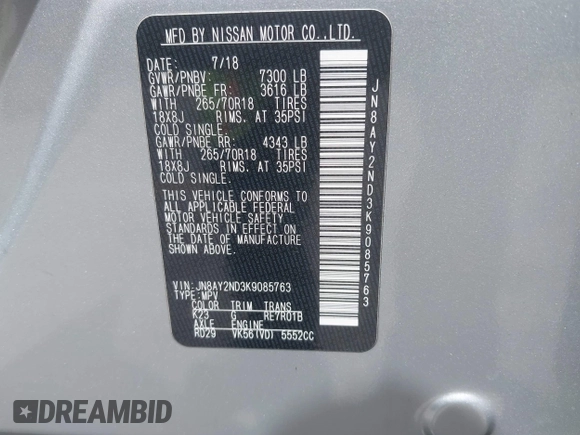 MFD BY NISSAN MOTOR CO.,LTD.
DATE: 7/18
GVWR/PNBV: 7300 LB
GAWR/PNBE FR: 3616 LB
WITH 265/70R18 TIRES
18X8J RIMS. AT 35PSI
COLD SINGLE.
GAWR/PNBE RR: 4343 LB
WITH 265/70R18 TIRES
18X8J RIMS. AT 35PSI
COLD SINGLE.
THIS VEHICLE CONFORMS TO
ALL APPLICABLE FEDERAL
MOTOR VEHICLE SAFETY
STANDARDS IN EFFECT ON
THE DATE OF MANUFACTURE
SHOWN ABOVE.
VIN: JN8AY2ND3K9085763
TYPE: MPV
COLOR TRIM TRANS
K23 G RE7R01B
AXLE ENGINE
R029 VK56(VD) 5552CC
JN8AY2ND3K9085763
DREAMBID